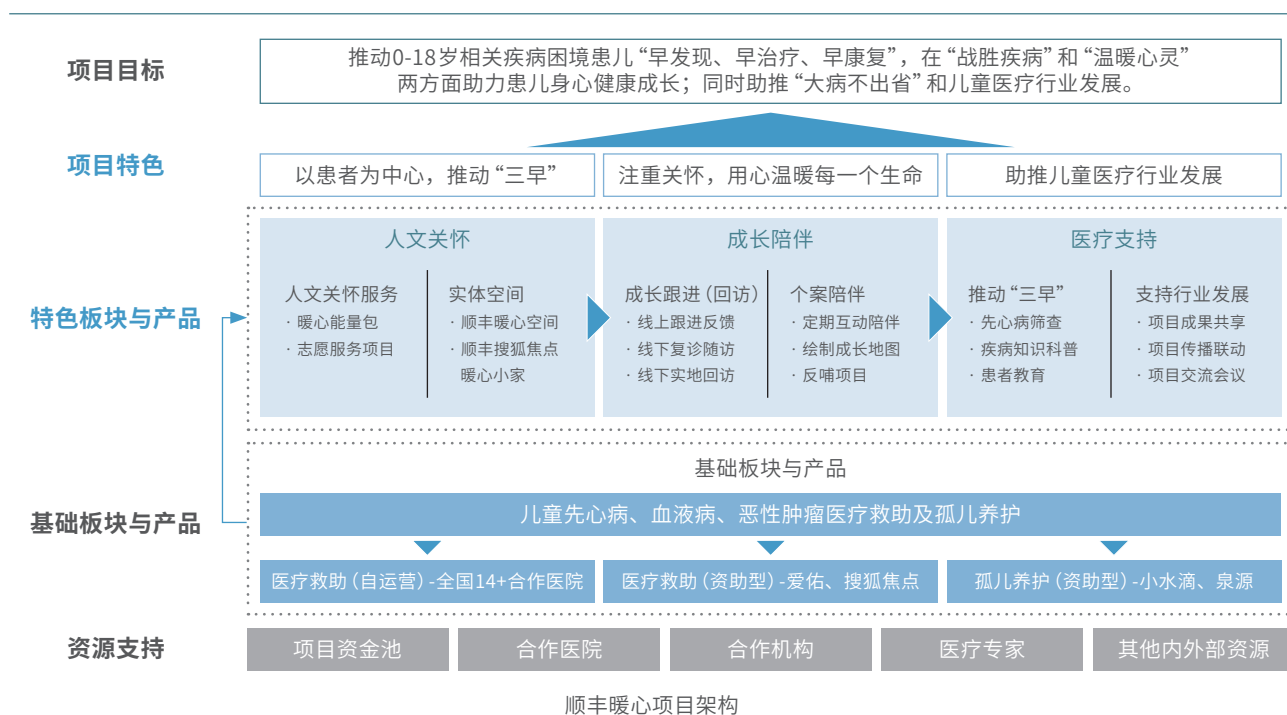 项目目标
推动0-18岁相关疾病困境患儿“早发现、早治疗、早康复”，在“战胜疾病”和“温暖心灵”
两方面助力患儿身心健康成长；同时助推“大病不出省”和儿童医疗行业发展。
项目特色
以患者为中心，推动“三早”
注重关怀，用心温暖每一个生命
助推儿童医疗行业发展
特色板块与产品
人文关怀
人文关怀服务
· 暖心能量包
· 志愿服务项目
实体空间
· 顺丰暖心空间
· 顺丰搜狐焦点
暖心小家
成长陪伴
成长跟进（回访）
· 线上跟进反馈
· 线下复诊随访
· 线下实地回访
个案陪伴
· 定期互动陪伴
· 绘制成长地图
· 反哺项目
医疗支持
推动“三早”
· 先心病筛查
· 疾病知识科普
· 患者教育
支持行业发展
· 项目成果共享
· 项目传播联动
· 项目交流会议
基础板块与产品
基础板块与产品
儿童先心病、血液病、恶性肿瘤医疗救助及孤儿养护
医疗救助（自运营）-全国14+合作医院
医疗救助（资助型）-爱佑、搜狐焦点
孤儿养护（资助型）-小水滴、泉源
资源支持
项目资金池
合作医院
合作机构
医疗专家
其他内外部资源
顺丰暖心项目架构